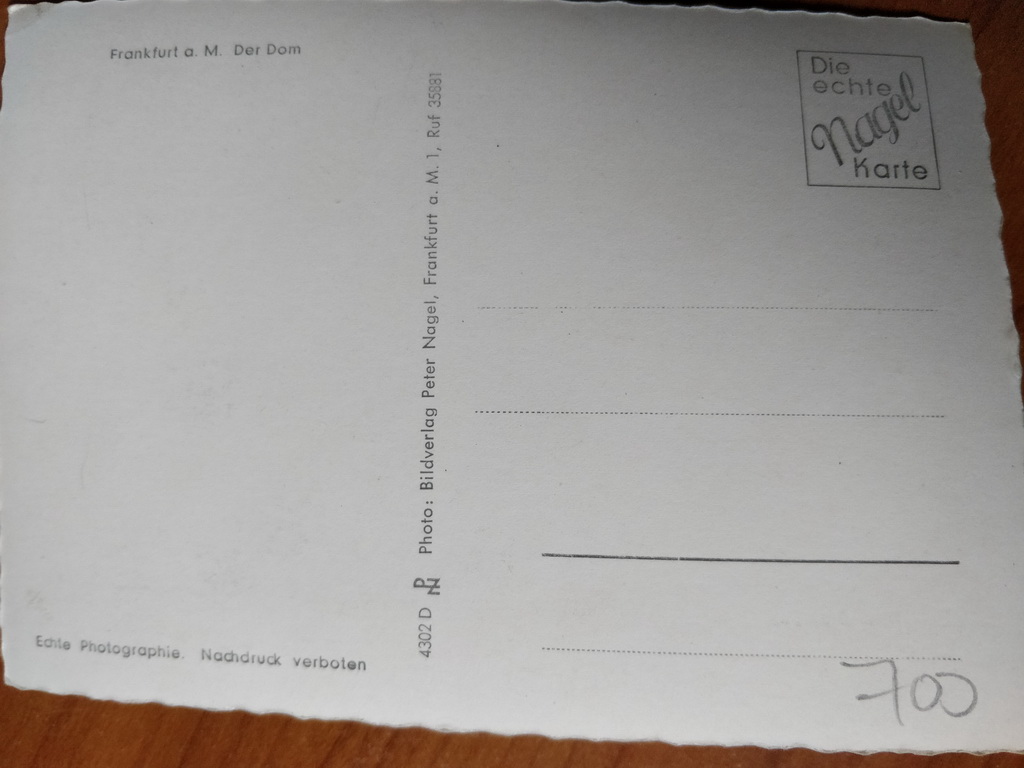 Frankfurt a. M. Der Dom
Die
echte
Nagel
Karte
4302 D PN Photo: Bildverlag Peter Nagel, Frankfurt a. M. 1, Ruf 35881
Echte Photographie. Nachdruck verboten
700